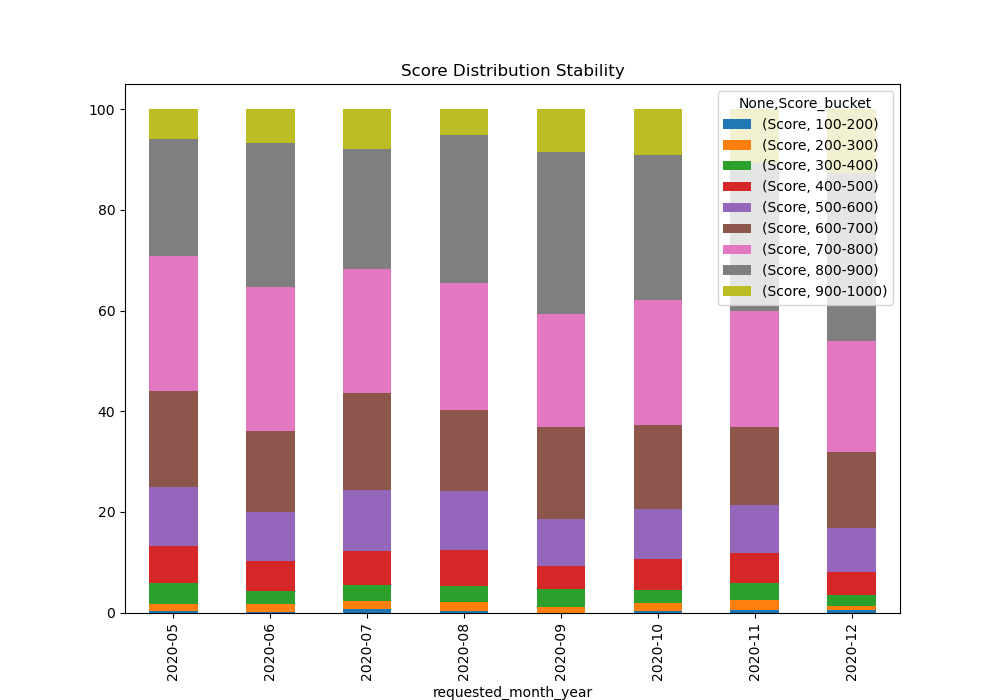 Score Distribution Stability
None,Score_bucket
(Score, 100-200)
(Score, 200-300)
(Score, 300-400)
(Score, 400-500)
(Score, 500-600)
(Score, 600-700)
(Score, 700-800)
(Score, 800-900)
(Score, 900-1000)
100
80
60
40
20
0
2020-05
2020-06
2020-07
2020-08
2020-09
2020-10
2020-11
2020-12
requested_month_year